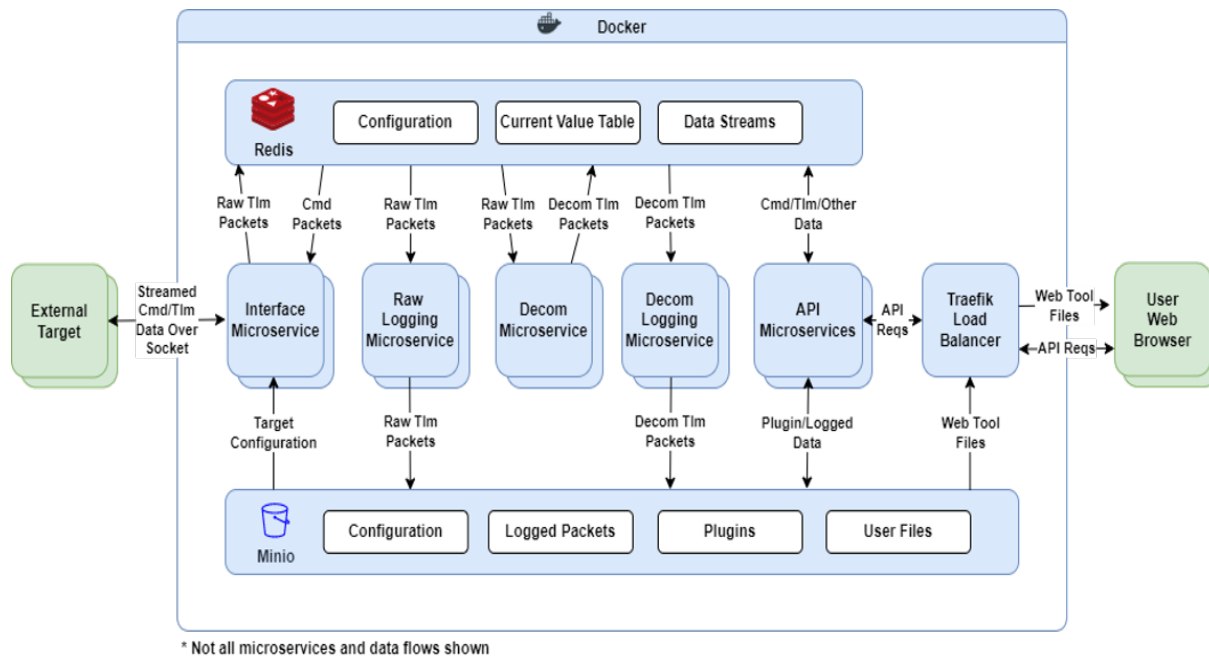 Docker
Configuration
Current Value Table
Data Streams
Redis
Raw Tlm
Packets
Cmd
Packets
Raw Tlm
Packets
Raw Tlm
Packets
Decom Tlm
Packets
Decom Tlm
Packets
Cmd/Tlm/Other
Data
External
Target
Streamed
Cmd/Tlm
Data Over
Socket
Interface
Microservice
Raw
Logging
Microservice
Decom
Microservice
Decom
Logging
Microservice
API
Microservices
API
Reqs
Traefik
Load
Balancer
Web Tool
Files
API Reqs
User
Web
Browser
Target
Configuration
Raw Tlm
Packets
Decom Tlm
Packets
Plugin/Logged
Data
Web Tool
Files
Minio
Configuration
Logged Packets
Plugins
User Files
* Not all microservices and data flows shown